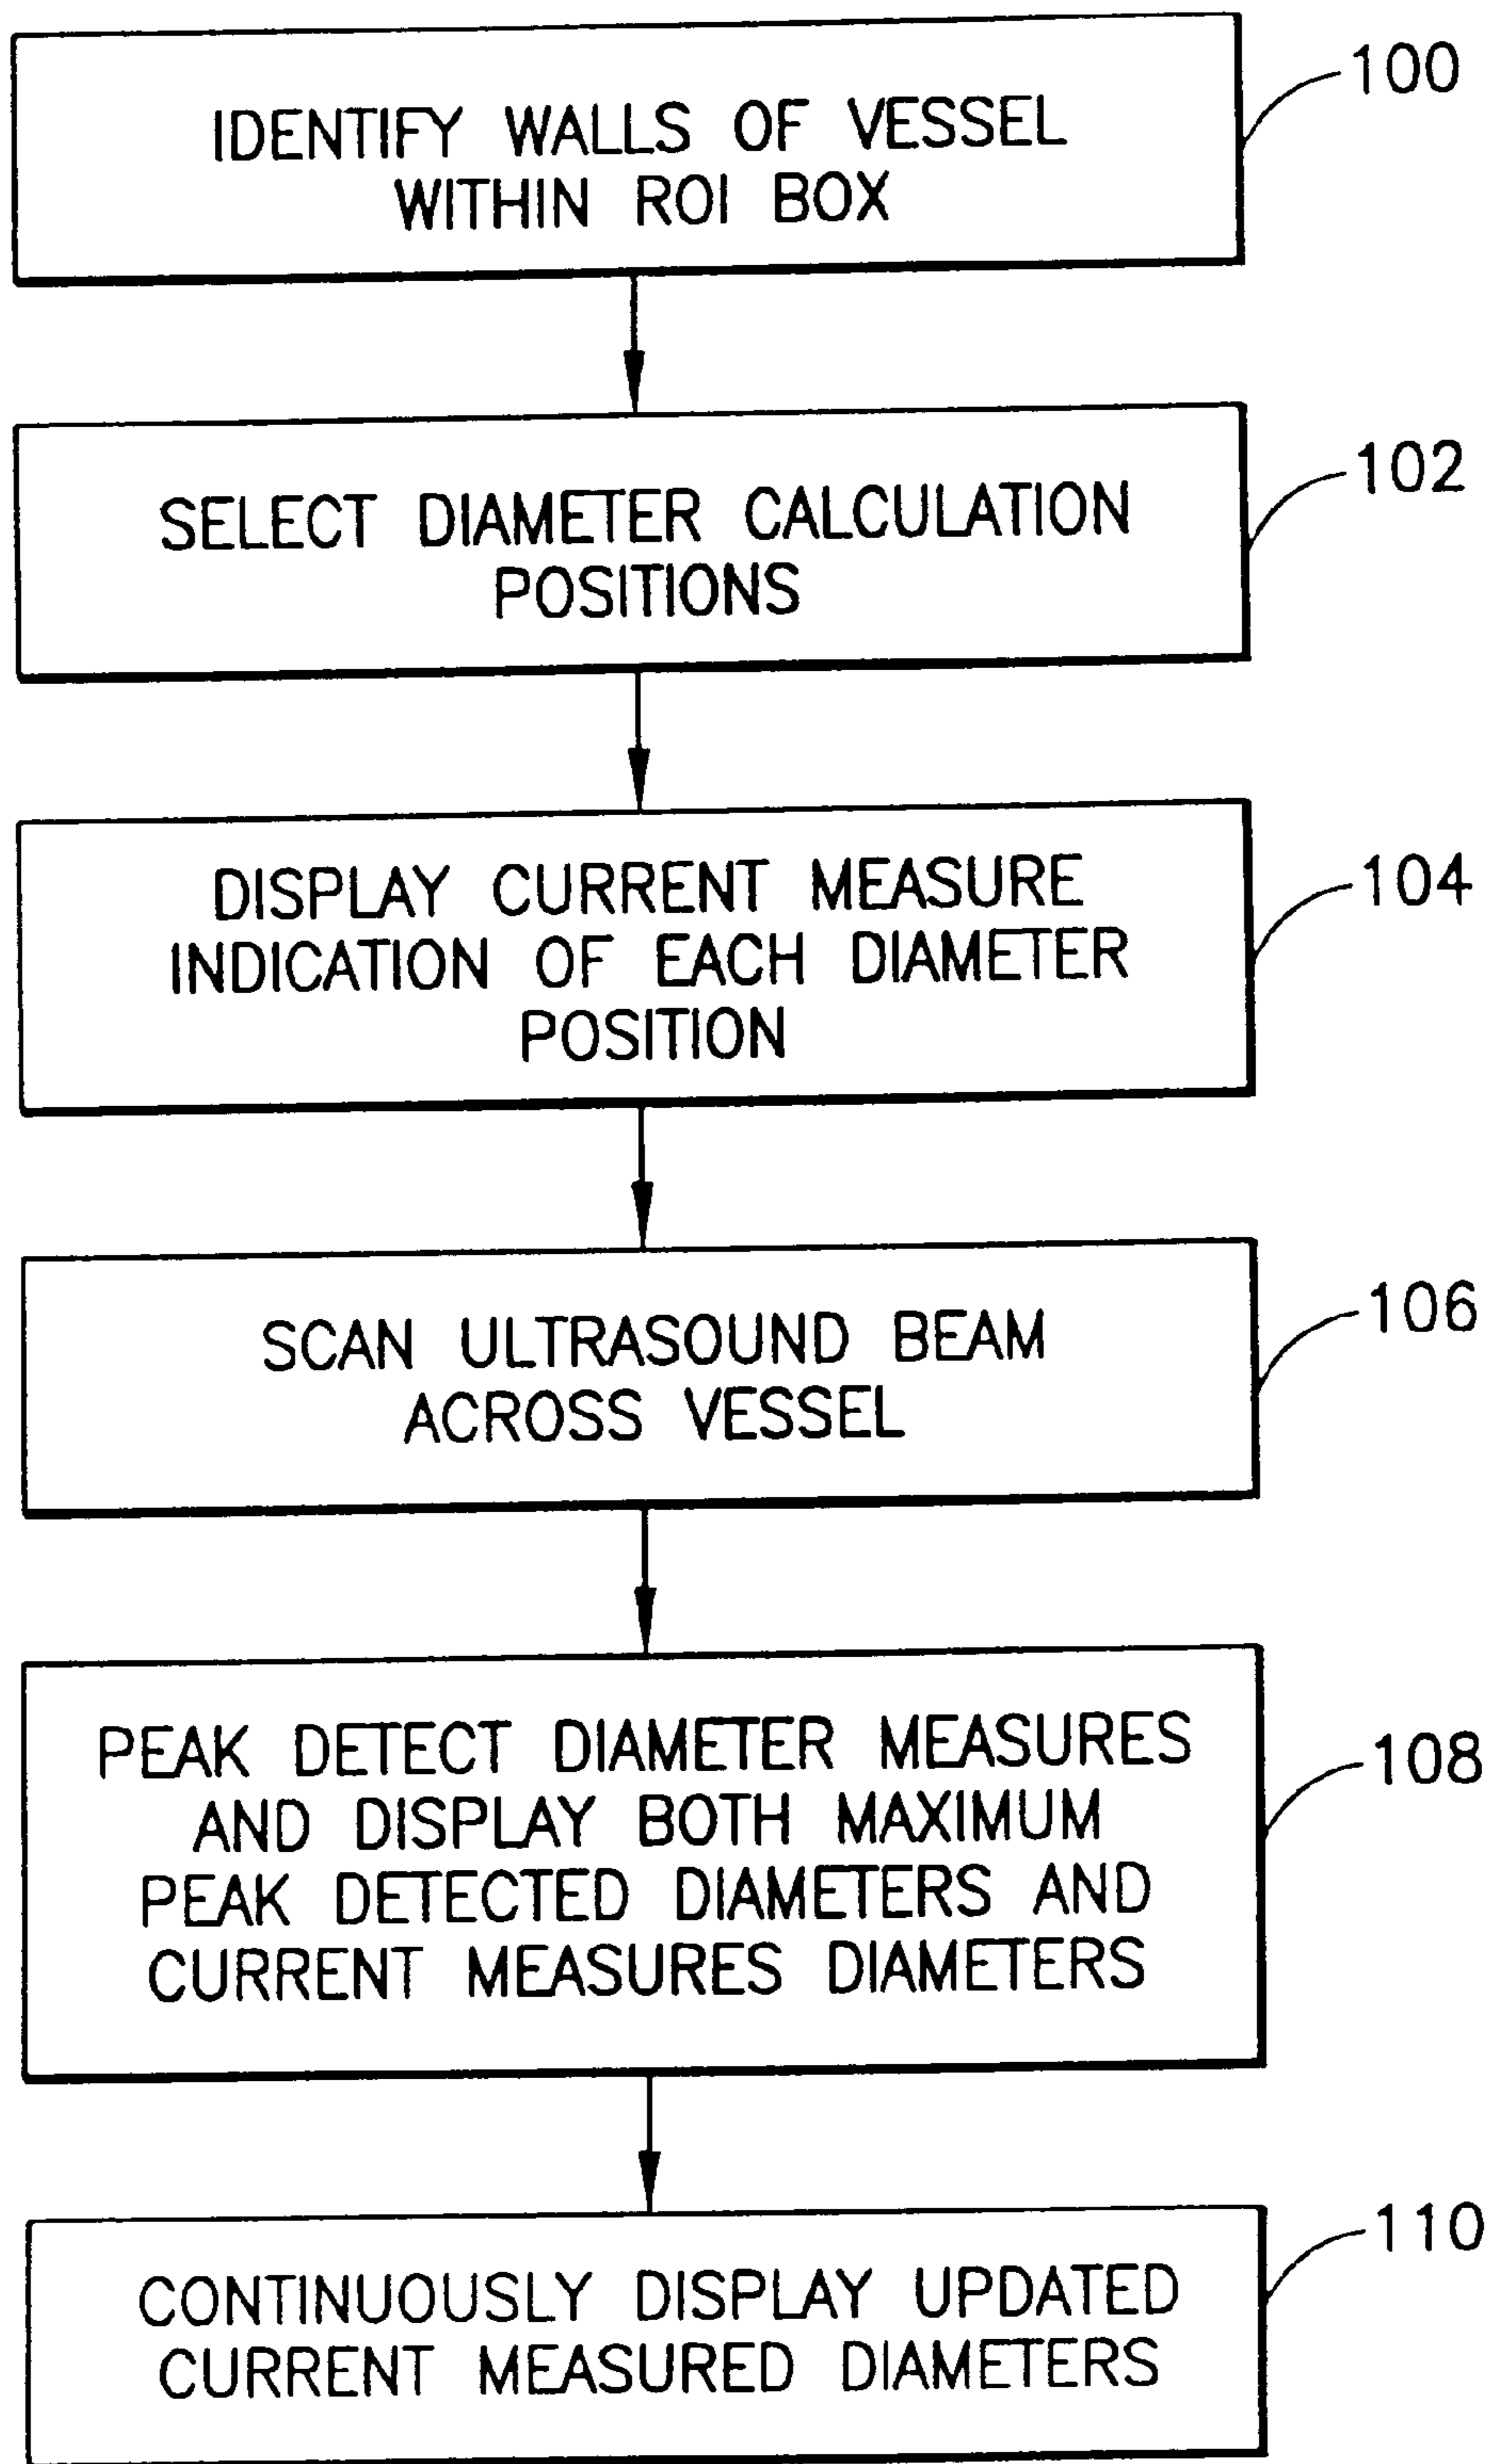 IDENTIFY WALLS OF VESSEL
WITHIN ROI BOX
100
SELECT DIAMETER CALCULATION
POSITIONS
102
DISPLAY CURRENT MEASURE
INDICATION OF EACH DIAMETER
POSITION
104
SCAN ULTRASOUND BEAM
ACROSS VESSEL
106
PEAK DETECT DIAMETER MEASURES
AND DISPLAY BOTH MAXIMUM
PEAK DETECTED DIAMETERS AND
CURRENT MEASURES DIAMETERS
108
CONTINUOUSLY DISPLAY UPDATED
CURRENT MEASURED DIAMETERS
110